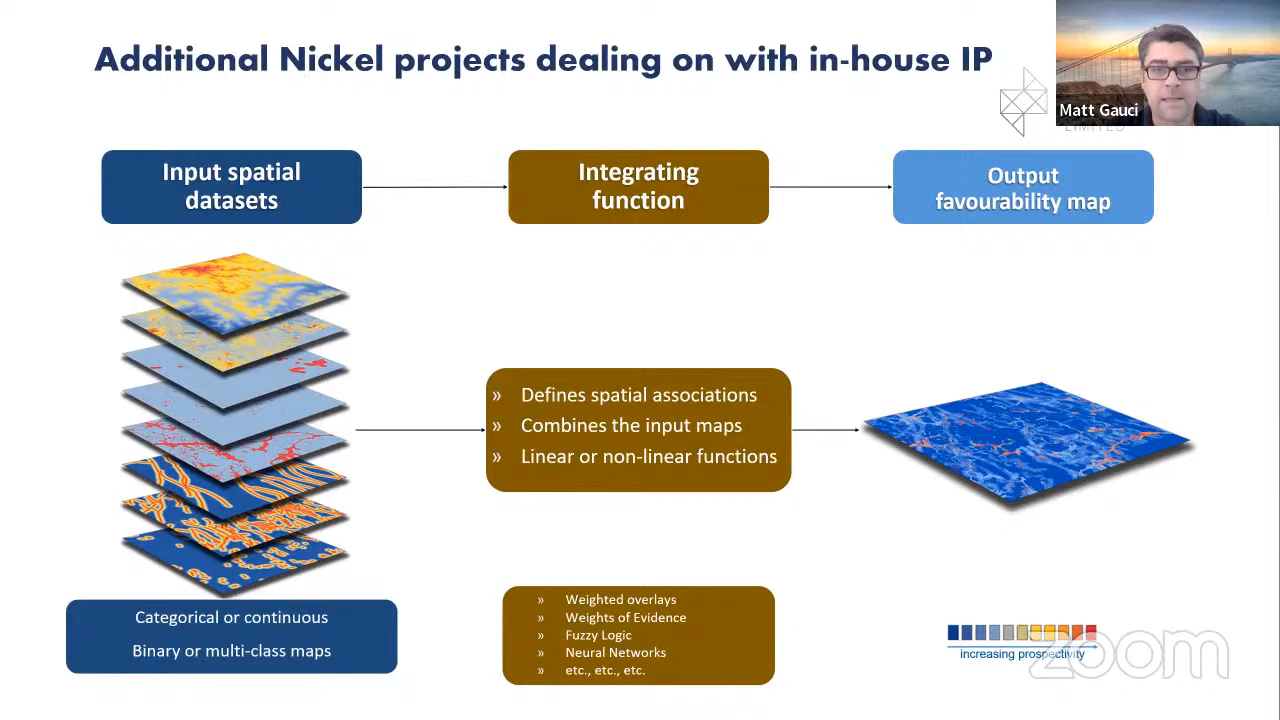 Additional Nickel projects dealing on with in-house IP
Matt Gauci
LIMITED
Input spatial
datasets
Integrating
function
Output
favourability map
» Defines spatial associations
» Combines the input maps
» Linear or non-linear functions
Categorical or continuous
Binary or multi-class maps
» Weighted overlays
» Weights of Evidence
» Fuzzy Logic
» Neural Networks
» etc., etc., etc.
increasing prospectivity
zoom